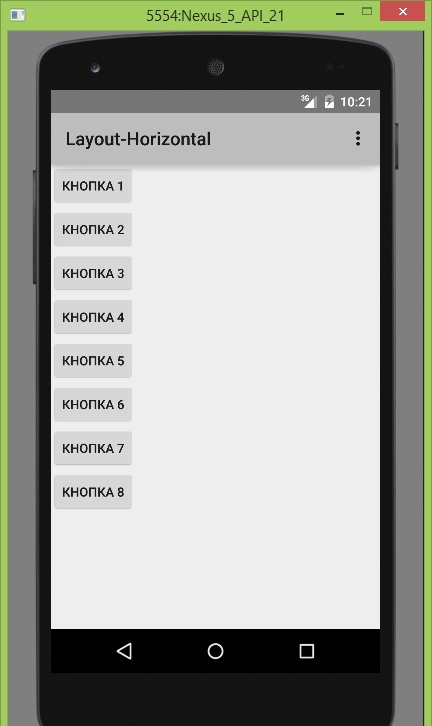 5554:Nexus_5_API_21
3G 10:21
Layout-Horizontal
КНОПКА 1
КНОПКА 2
КНОПКА 3
КНОПКА 4
КНОПКА 5
КНОПКА 6
КНОПКА 7
КНОПКА 8